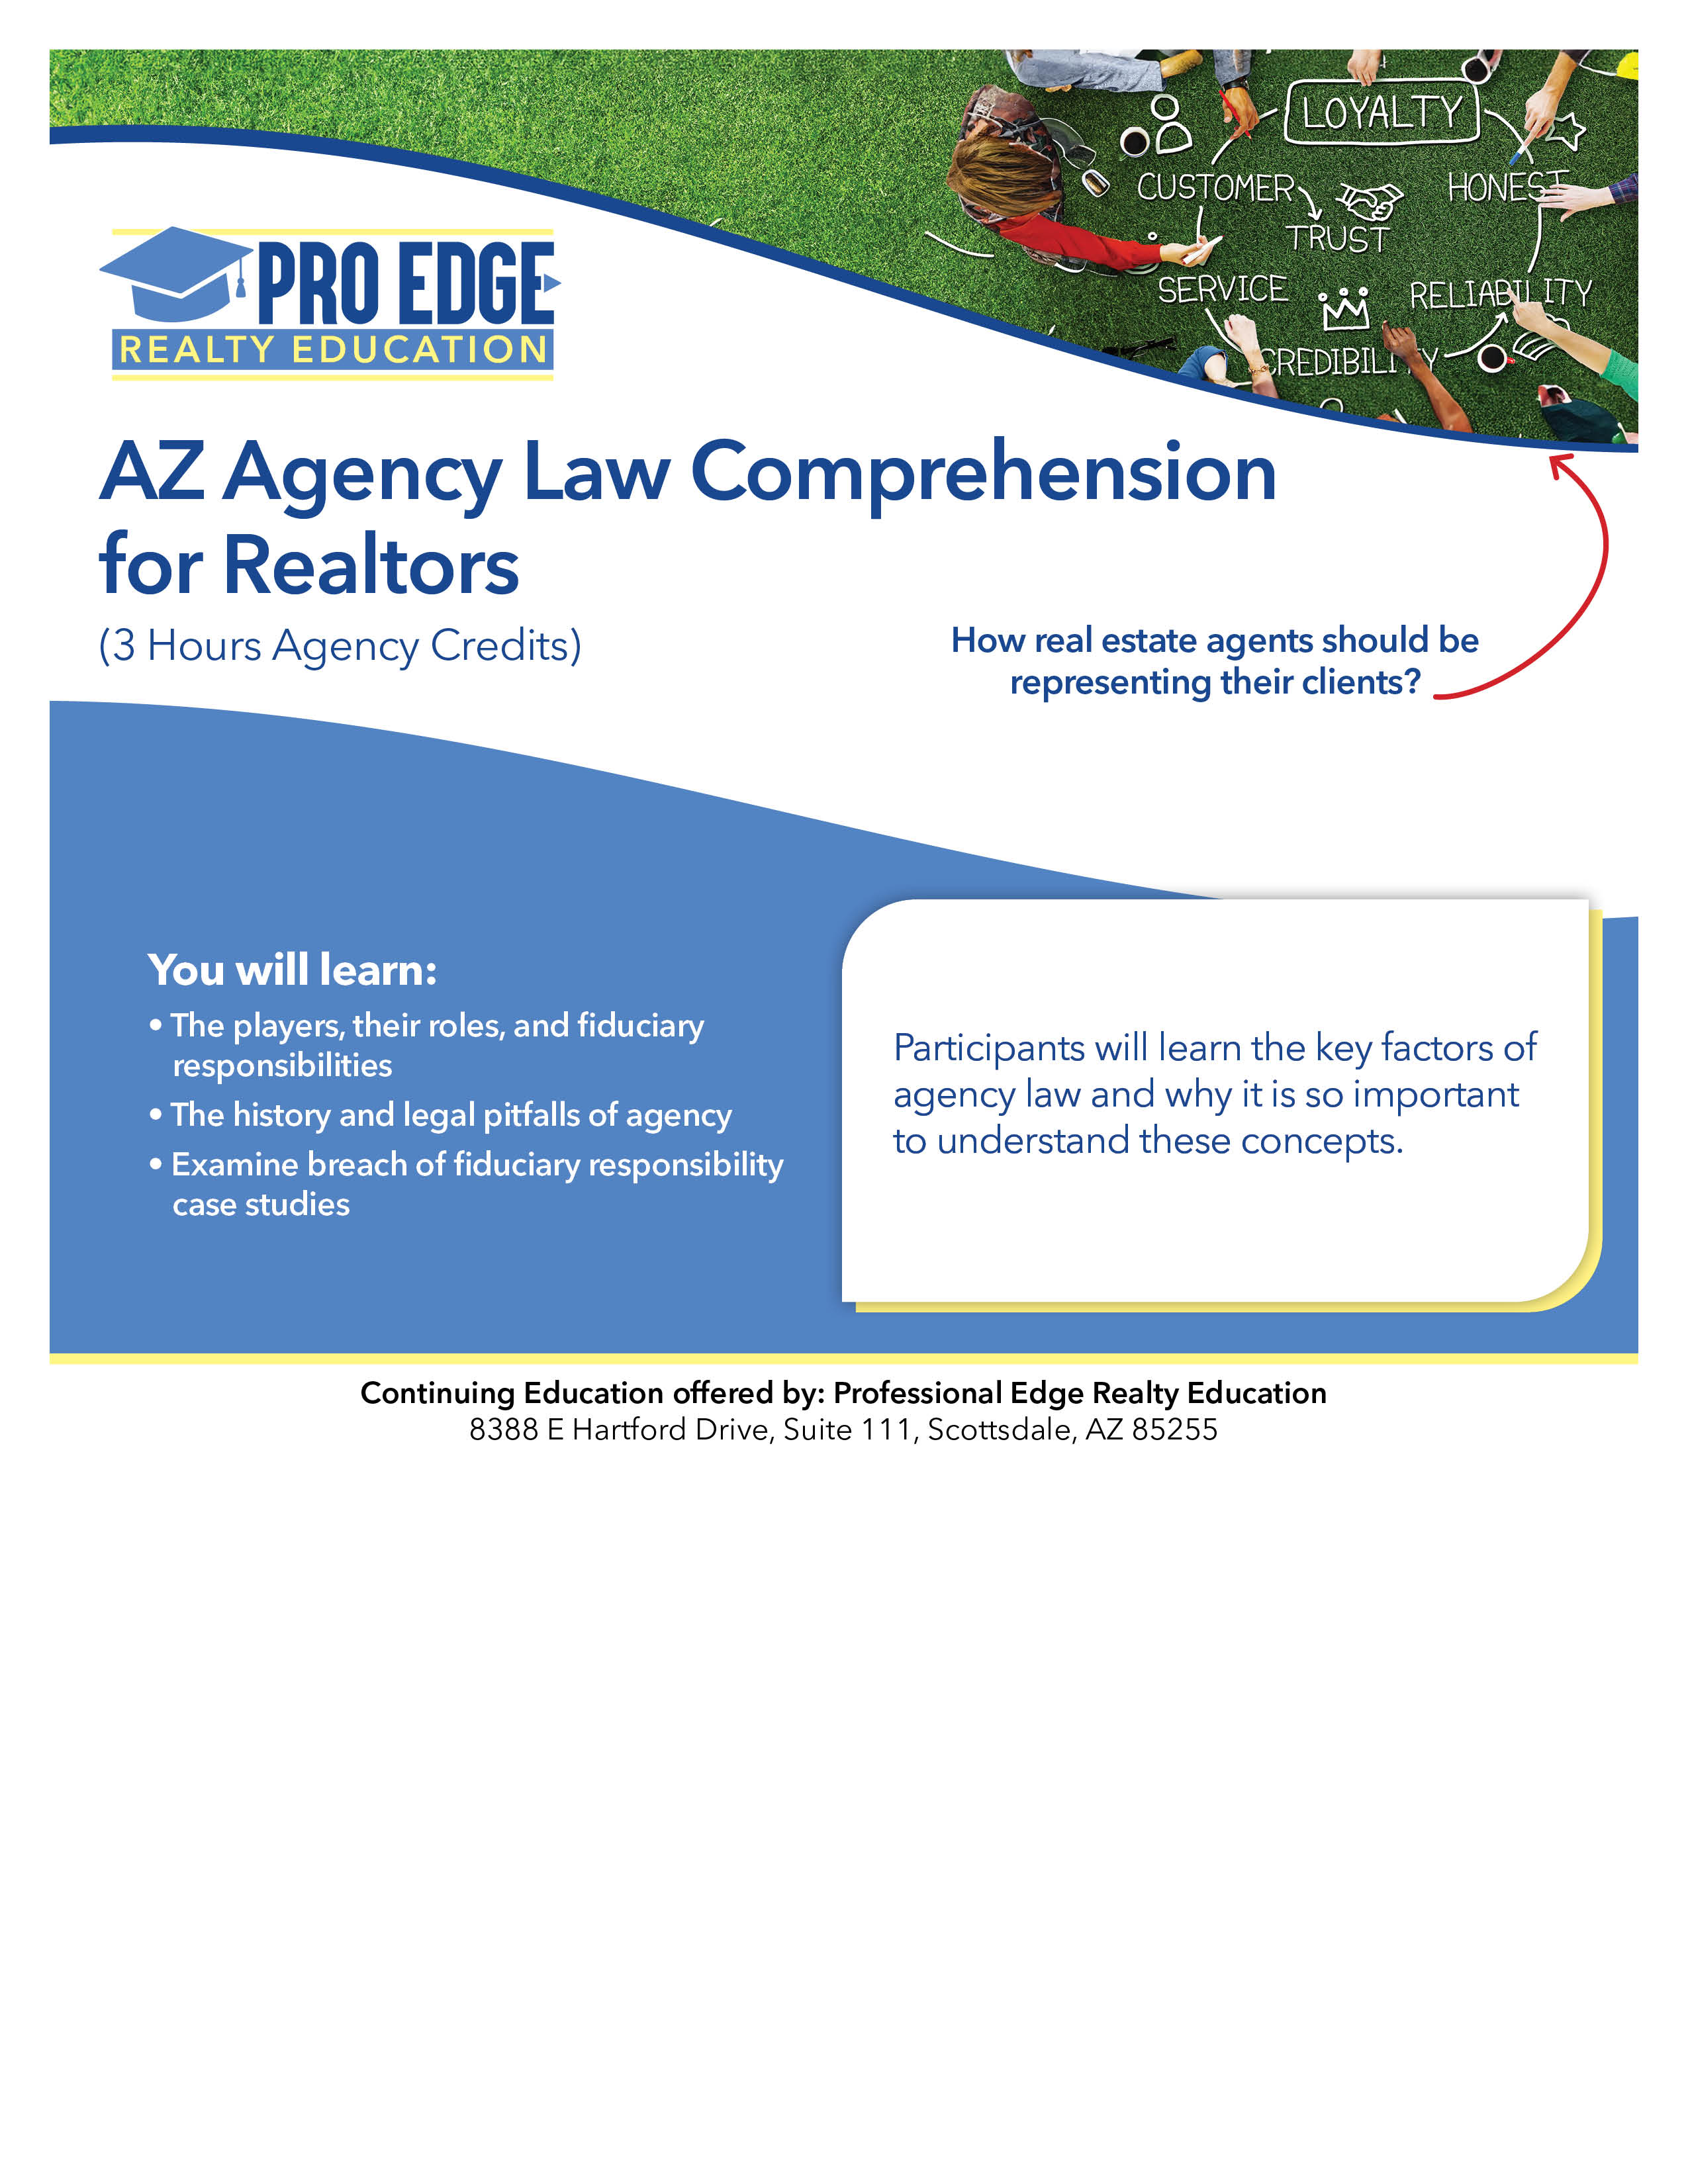 LOYALTY
CUSTOMER
HONEST
TRUST
SERVICE
RELIABILITY
CREDIBILITY
PRO EDGE
REALTY EDUCATION
AZ Agency Law Comprehension
for Realtors
(3 Hours Agency Credits)
How real estate agents should be
representing their clients?
You will learn:
• The players, their roles, and fiduciary
responsibilities
• The history and legal pitfalls of agency
• Examine breach of fiduciary responsibility
case studies
Participants will learn the key factors of
agency law and why it is so important
to understand these concepts.
Continuing Education offered by: Professional Edge Realty Education
8388 E Hartford Drive, Suite 111, Scottsdale, AZ 85255